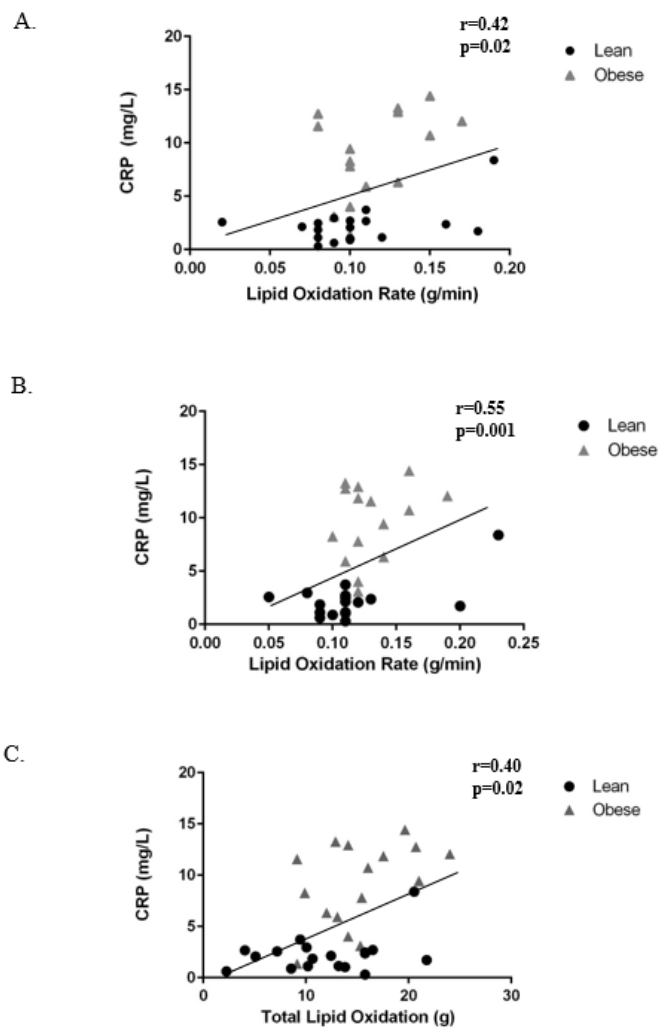 A.
r=0.42
p=0.02
Lean
Obese
20
15
10
5
0
CRP (mg/L)
0.00 0.05 0.10 0.15 0.20
Lipid Oxidation Rate (g/min)
B.
r=0.55
p=0.001
Lean
Obese
20
15
10
5
0
CRP (mg/L)
0.00 0.05 0.10 0.15 0.20 0.25
Lipid Oxidation Rate (g/min)
C.
r=0.40
p=0.02
Lean
Obese
20
15
10
5
0
CRP (mg/L)
0 10 20 30
Total Lipid Oxidation (g)